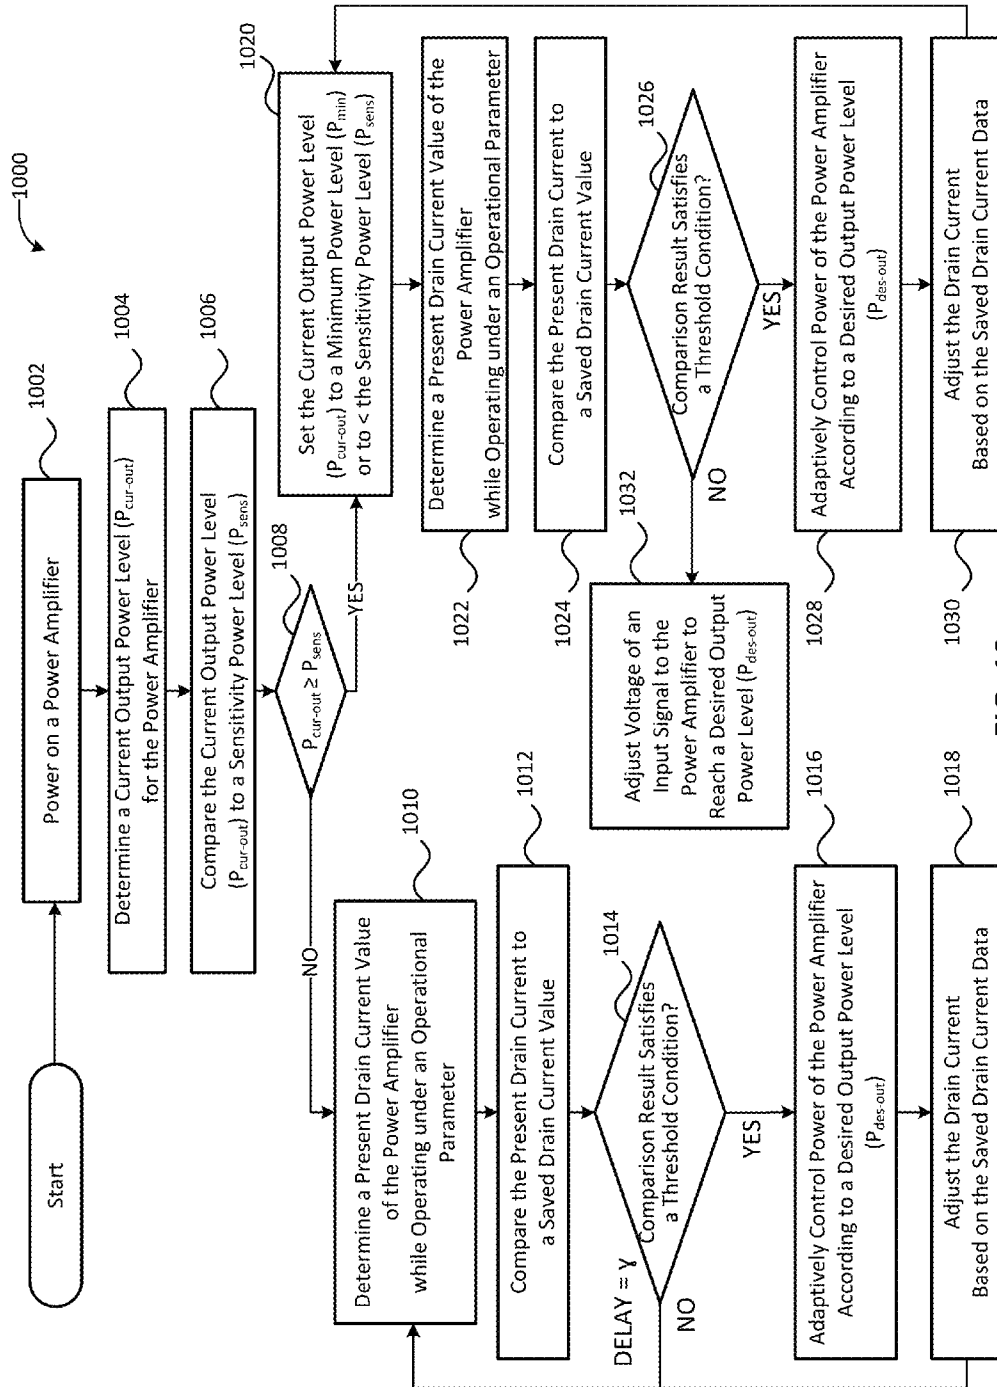 1000
Start
Power on a Power Amplifier
1002
Determine a Current Output Power Level (Pcur-out)
for the Power Amplifier
1004
Compare the Current Output Power Level
(Pcur-out) to a Sensitivity Power Level (Psens)
1006
Pcur-out ≥ Psens
1008
NO
YES
Determine a Present Drain Current Value
of the Power Amplifier
while Operating under an Operational
Parameter
1010
Compare the Present Drain Current to
a Saved Drain Current Value
1012
Comparison Result Satisfies
a Threshold Condition?
1014
DELAY = γ
NO
YES
Adaptively Control Power of the Power Amplifier
According to a Desired Output Power Level
(Pdes-out)
1016
Adjust the Drain Current
Based on the Saved Drain Current Data
1018
Set the Current Output Power Level
(Pcur-out) to a Minimum Power Level (Pmin)
or to < the Sensitivity Power Level (Psens)
1020
Determine a Present Drain Current Value of the
Power Amplifier
while Operating under an Operational Parameter
1022
Compare the Present Drain Current to
a Saved Drain Current Value
1024
Comparison Result Satisfies
a Threshold Condition?
1026
NO
YES
Adjust Voltage of an
Input Signal to the
Power Amplifier to
Reach a Desired Output
Power Level (Pdes-out)
1032
Adaptively Control Power of the Power Amplifier
According to a Desired Output Power Level
(Pdes-out)
1028
Adjust the Drain Current
Based on the Saved Drain Current Data
1030